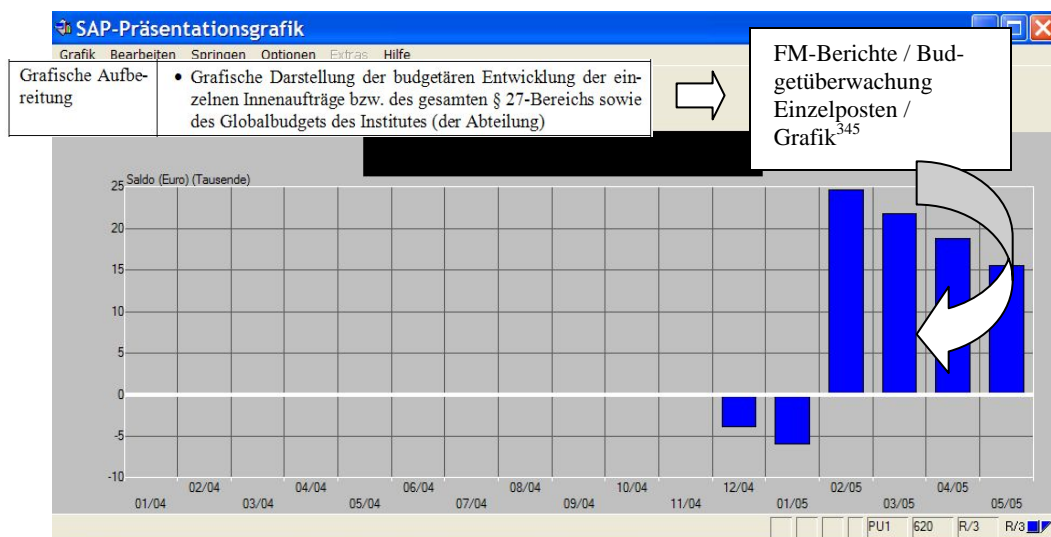 SAP-Präsentationsgrafik
Grafik Bearbeiten Springen Optionen Extras Hilfe
Grafische Aufbe-
reitung
• Grafische Darstellung der budgetären Entwicklung der ein-
zelnen Innenaufträge bzw. des gesamten § 27-Bereichs sowie
des Globalbudgets des Institutes (der Abteilung)
FM-Berichte / Bud-
getüberwachung
Einzelposten /
Grafik345
Saldo (Euro) (Tausende)
25
20
15
10
5
0
-5
-10
02/04 04/04 06/04 08/04 10/04 12/04 02/05 04/05
01/04 03/04 05/04 07/04 09/04 11/04 01/05 03/05 05/05
PU1 620 R/3 R/3